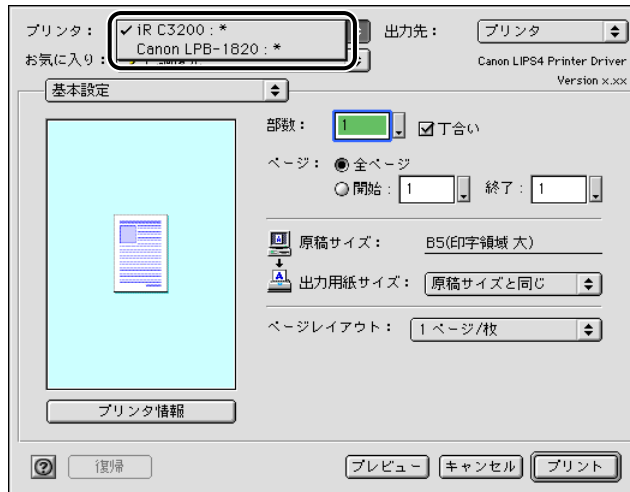 プリンタ: ✓ iR C3200 : * 出力先: プリンタ
Canon LPB-1820 : *
お気に入り: Canon LIPS4 Printer Driver
Version x.xx
基本設定
部数: 1 ☑丁合い
ページ: ◉全ページ
○開始: 1 終了: 1
原稿サイズ: B5(印字領域 大)
出力用紙サイズ: 原稿サイズと同じ
ページレイアウト: 1 ページ/枚
プリンタ情報
? 復帰 プレビュー キャンセル プリント